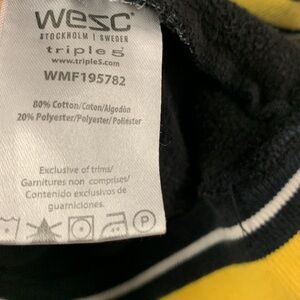 wesc
STOCKHOLM | SWEDEN
triple5
www.triple5.com
WMF195782
80% Cotton/Coton/Algodón
20% Polyester/Polyester/Poliéster
Exclusive of trims/
Garnitures non comprises/
Contenido exclusivos de
guarniciones.
P